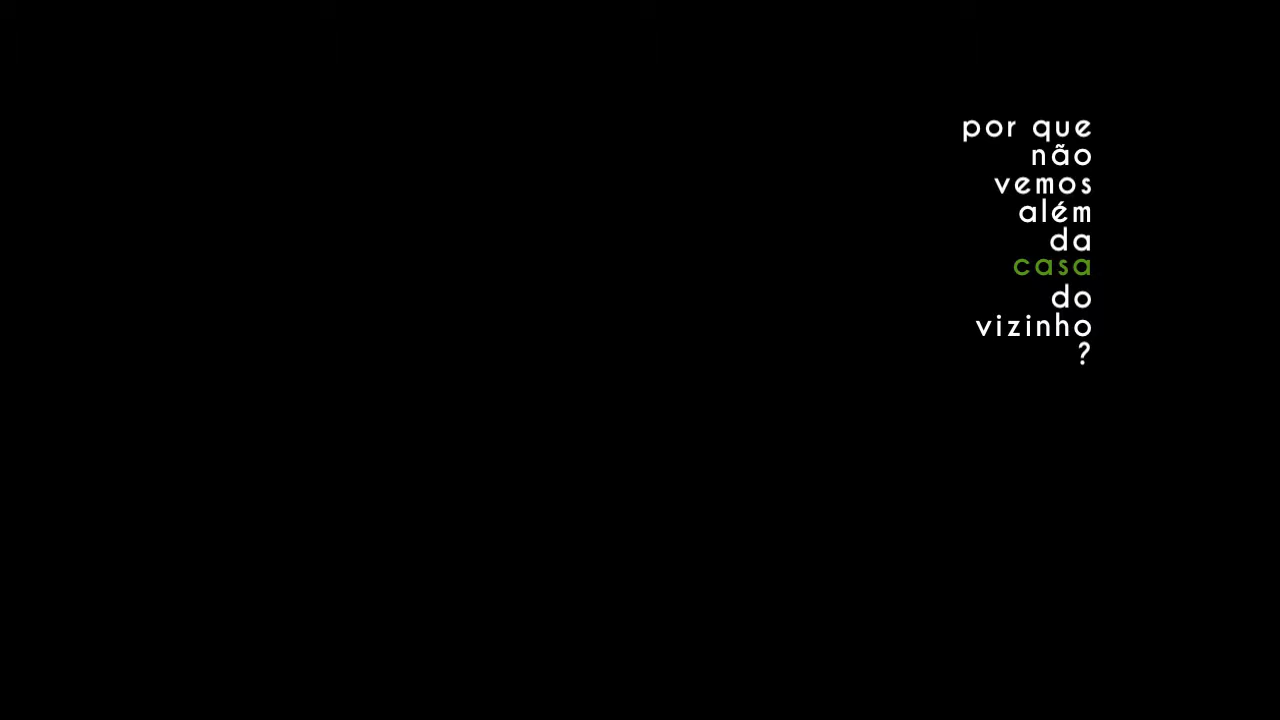 por que
não
vemos
além
da
casa
do
vizinho
?